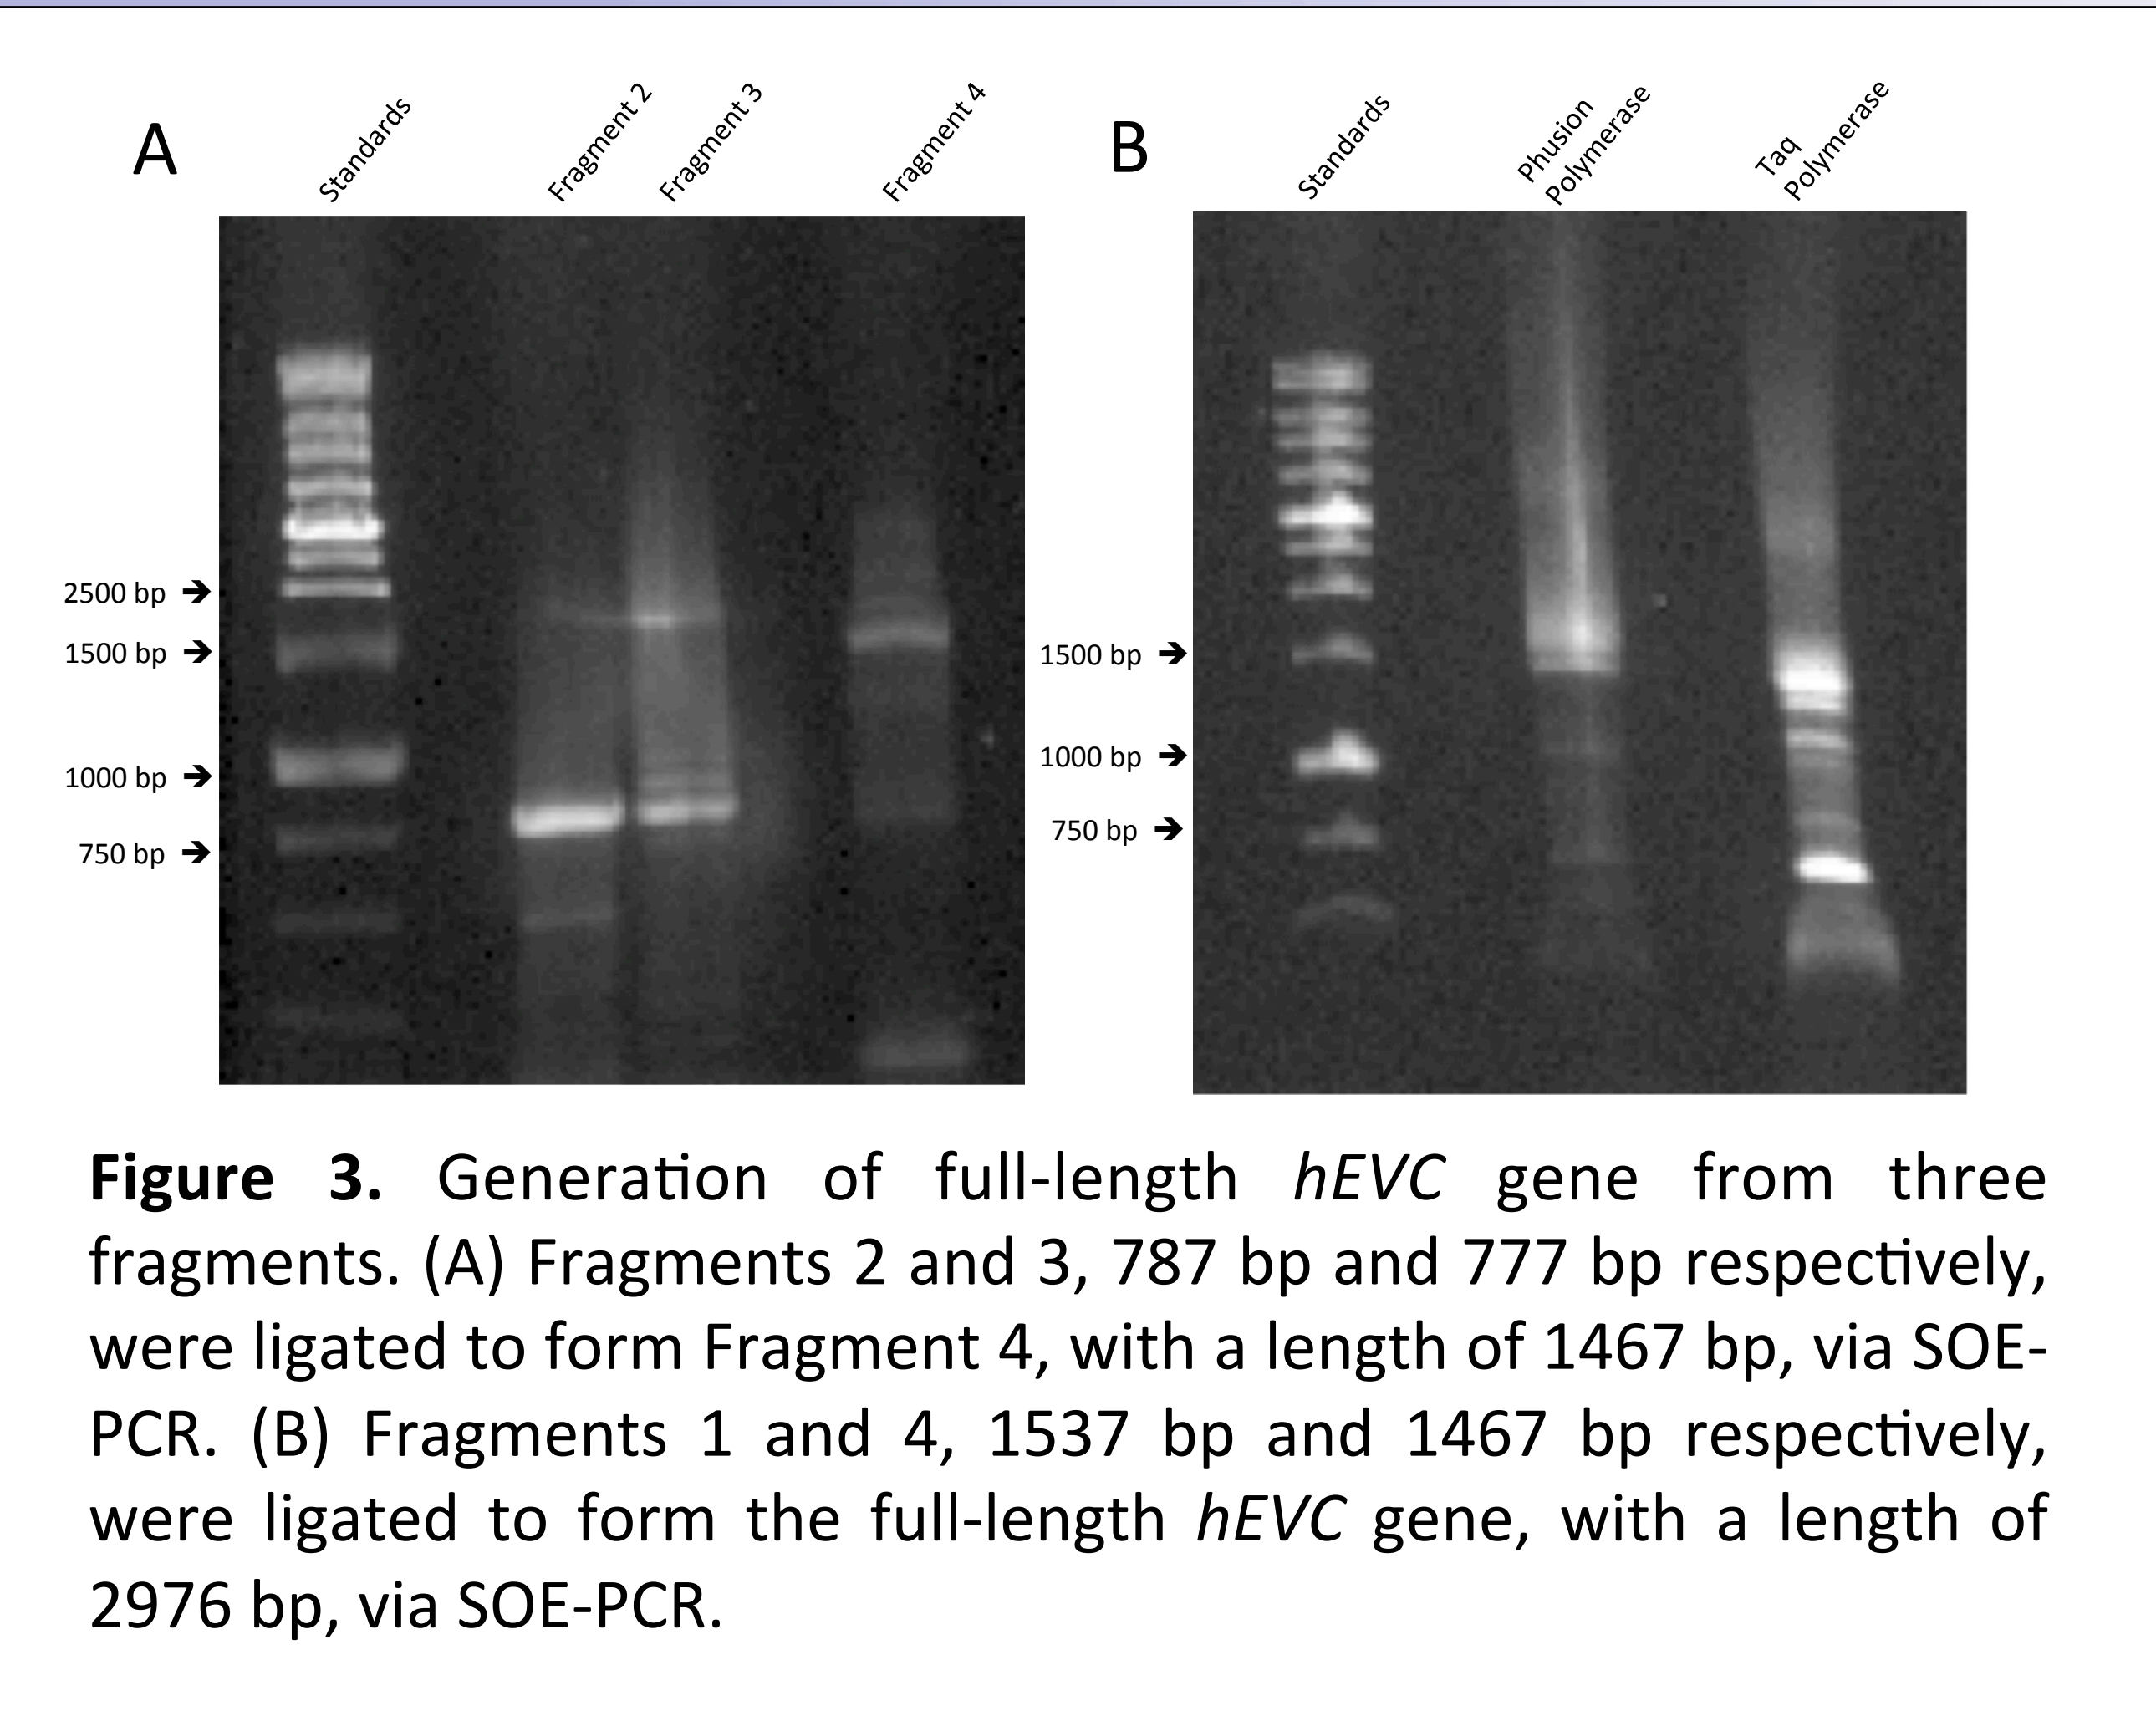 A
B
Standards
Fragment 2
Fragment 3
Fragment 4
Standards
Phusion
Polymerase
Taq
Polymerase
2500 bp
1500 bp
1000 bp
750 bp
1500 bp
1000 bp
750 bp
Figure 3. Generation of full-length hEVC gene from three
fragments. (A) Fragments 2 and 3, 787 bp and 777 bp respectively,
were ligated to form Fragment 4, with a length of 1467 bp, via SOE-
PCR. (B) Fragments 1 and 4, 1537 bp and 1467 bp respectively,
were ligated to form the full-length hEVC gene, with a length of
2976 bp, via SOE-PCR.